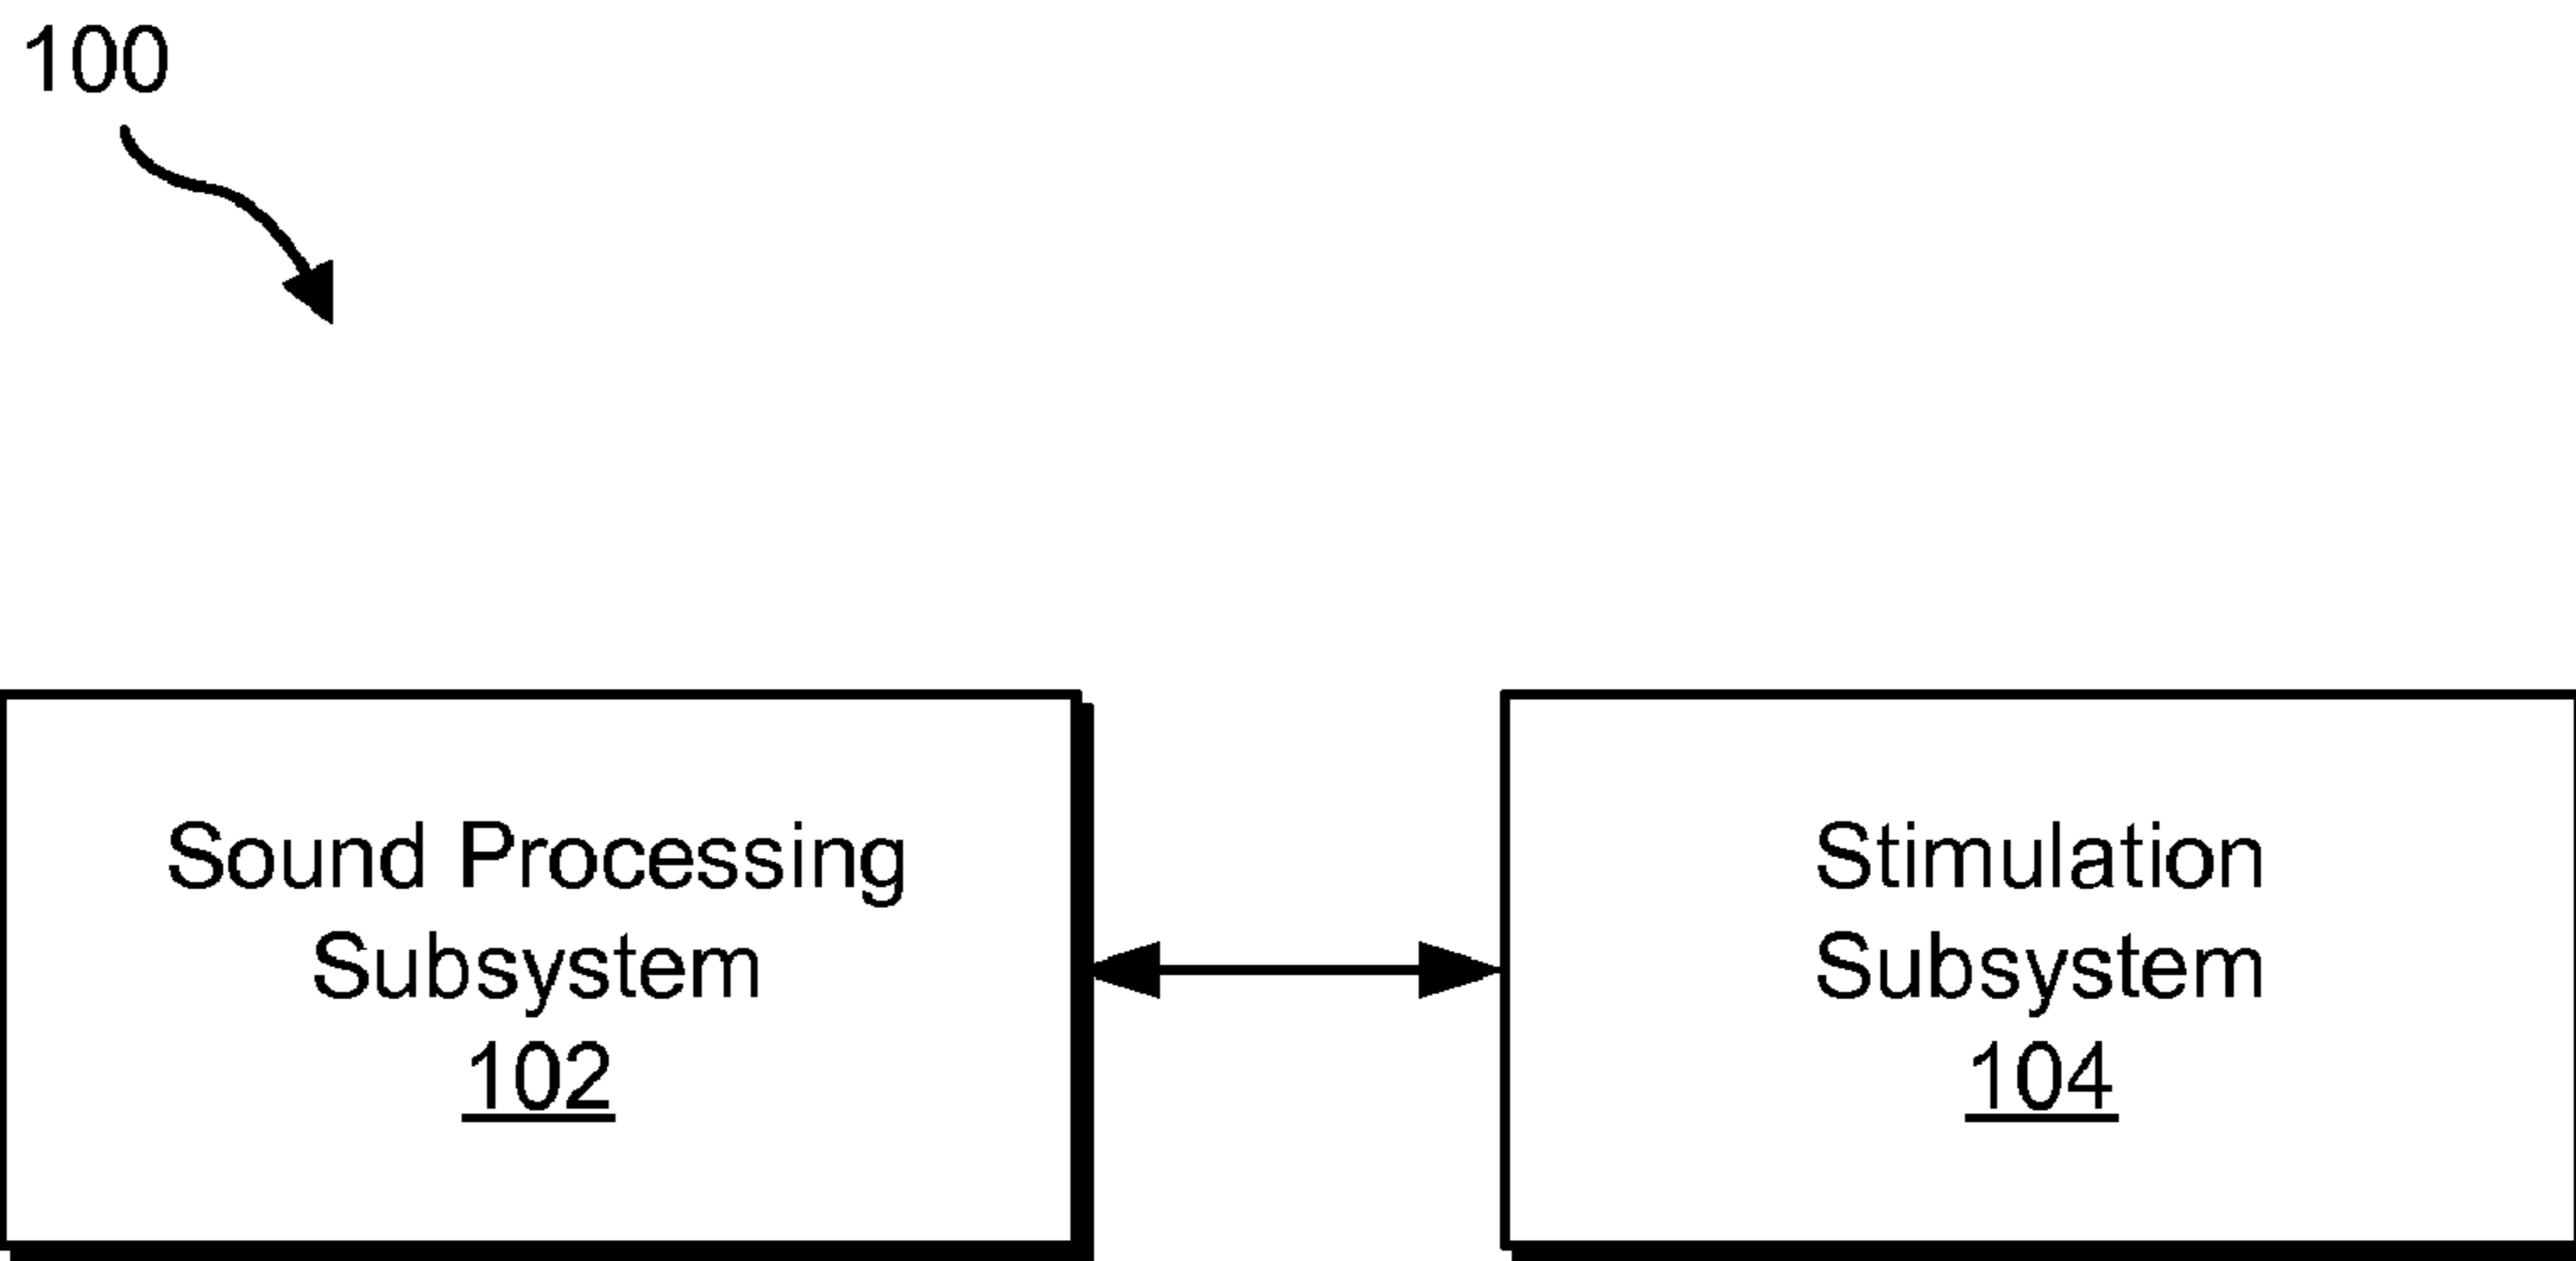 100
Sound Processing
Subsystem
102
Stimulation
Subsystem
104